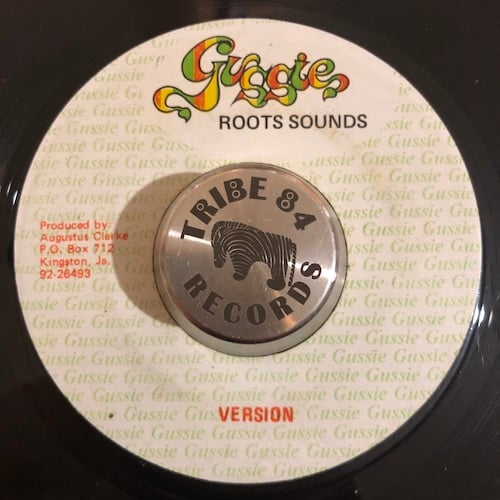 Gussie
ROOTS SOUNDS
TRIBE 84
RECORDS
Produced by:
Augustus Clarke
P.O. Box 712
Kingston, Ja.
92-26493
VERSION